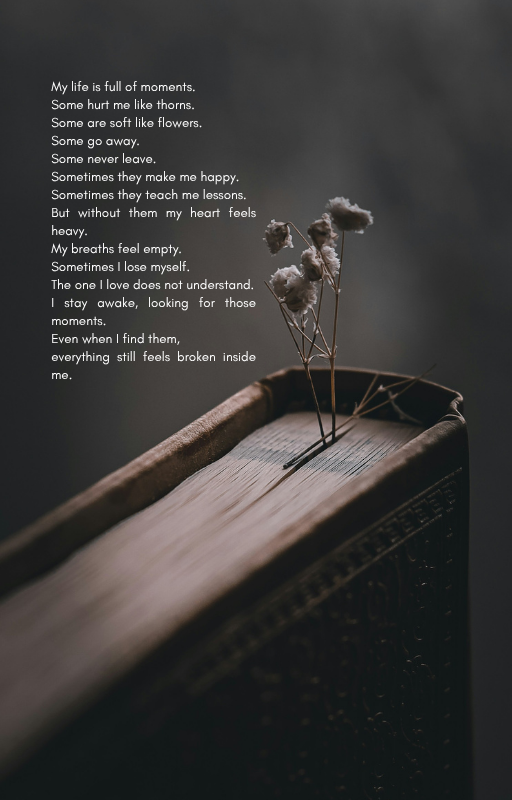 My life is full of moments.
Some hurt me like thorns.
Some are soft like flowers.
Some go away.
Some never leave.
Sometimes they make me happy.
Sometimes they teach me lessons.
But without them my heart feels
heavy.
My breaths feel empty.
Sometimes I lose myself.
The one I love does not understand.
I stay awake, looking for those
moments.
Even when I find them,
everything still feels broken inside
me.